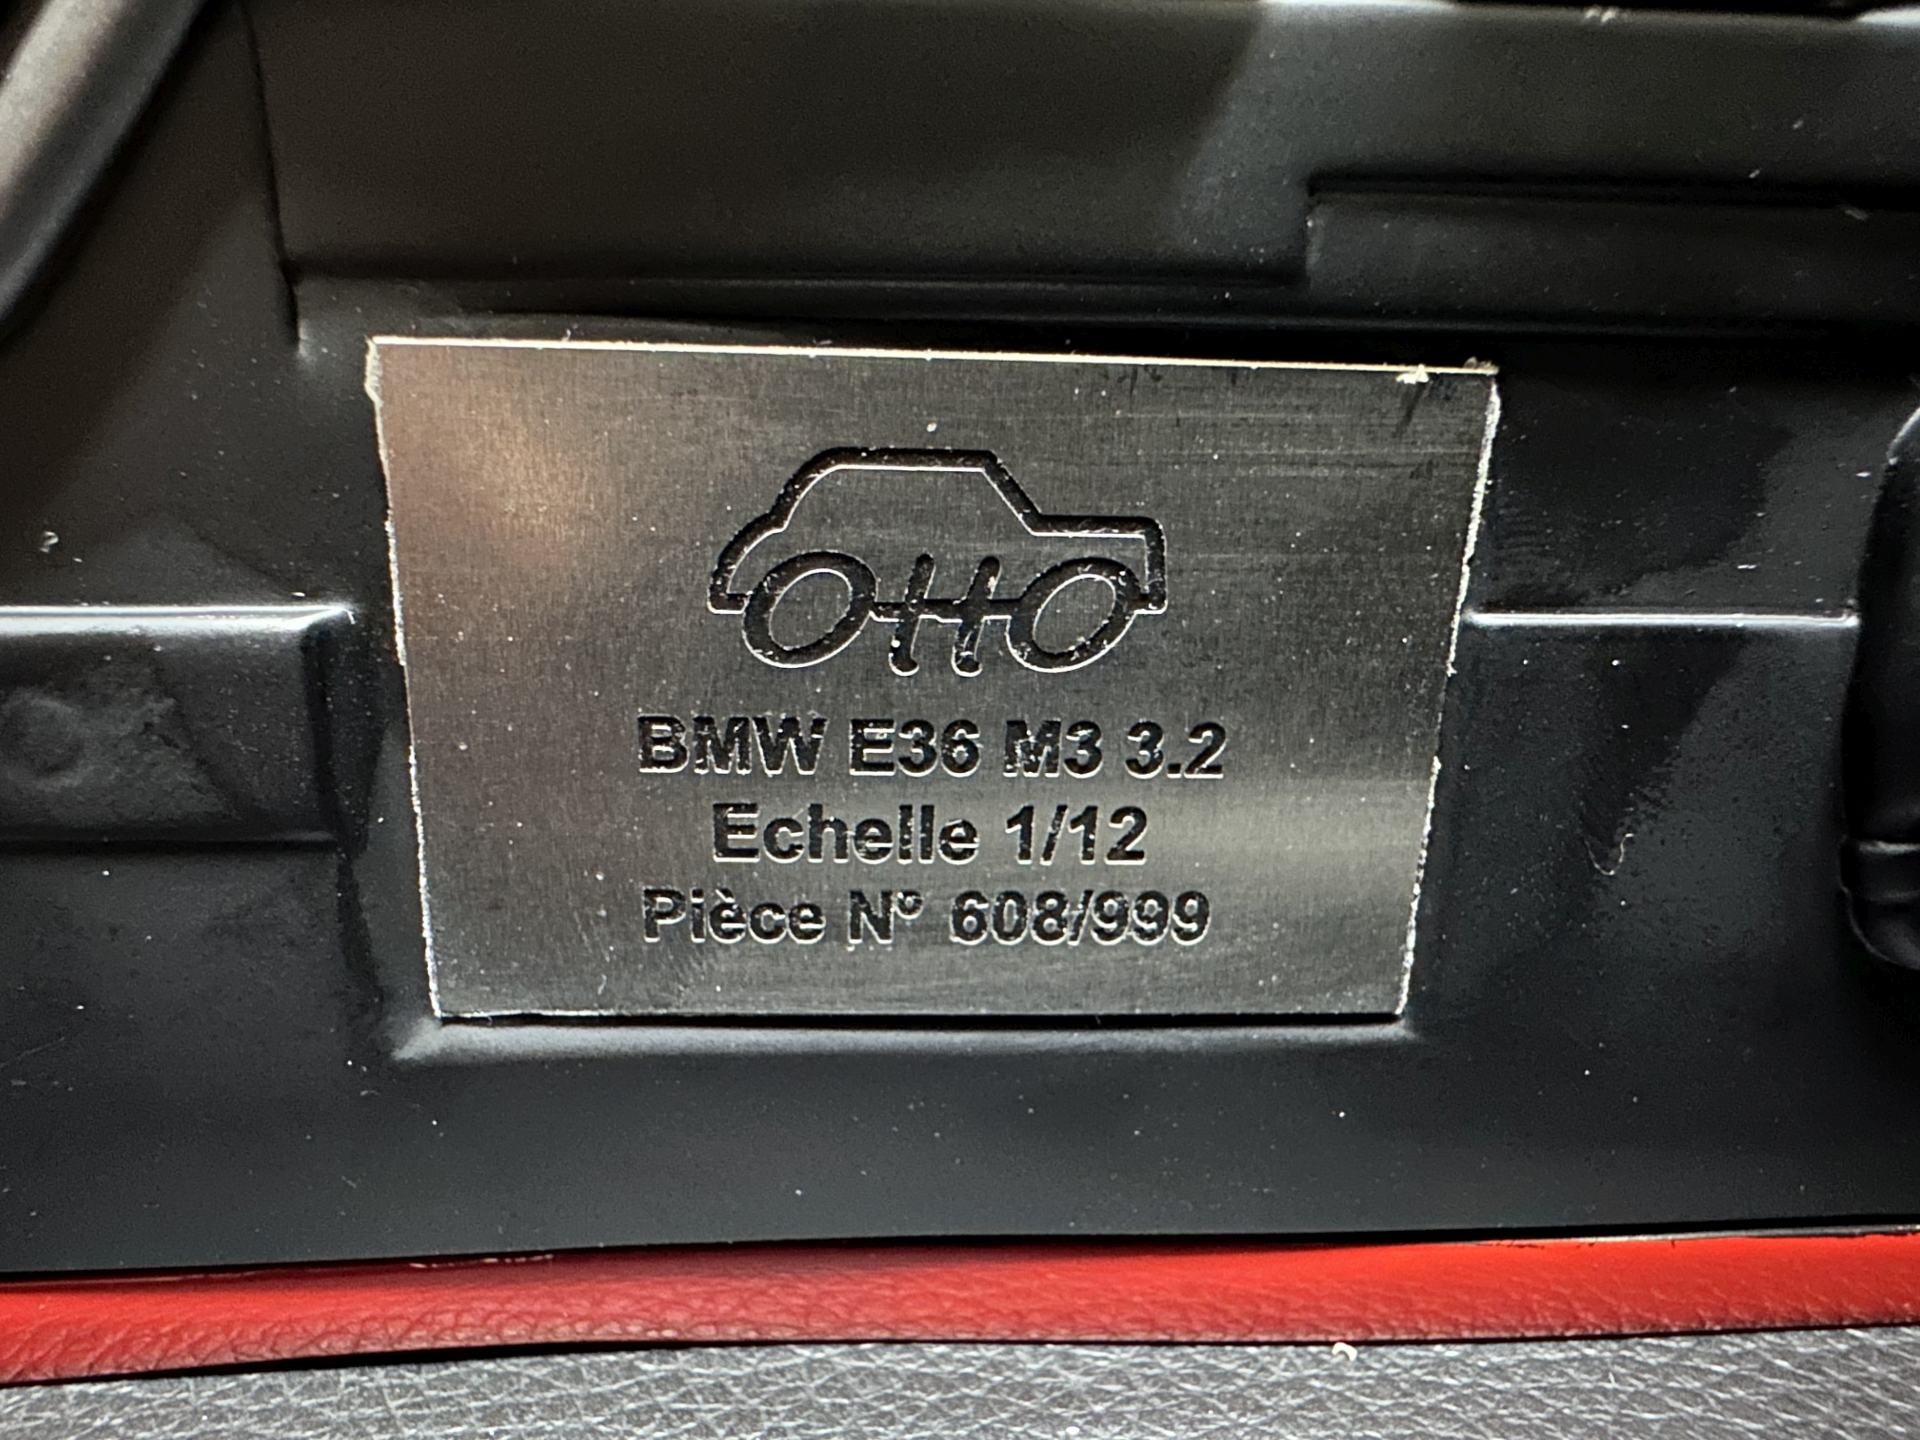 OttO
BMW E36 M3 3.2
Echelle 1/12
Pièce N° 608/999